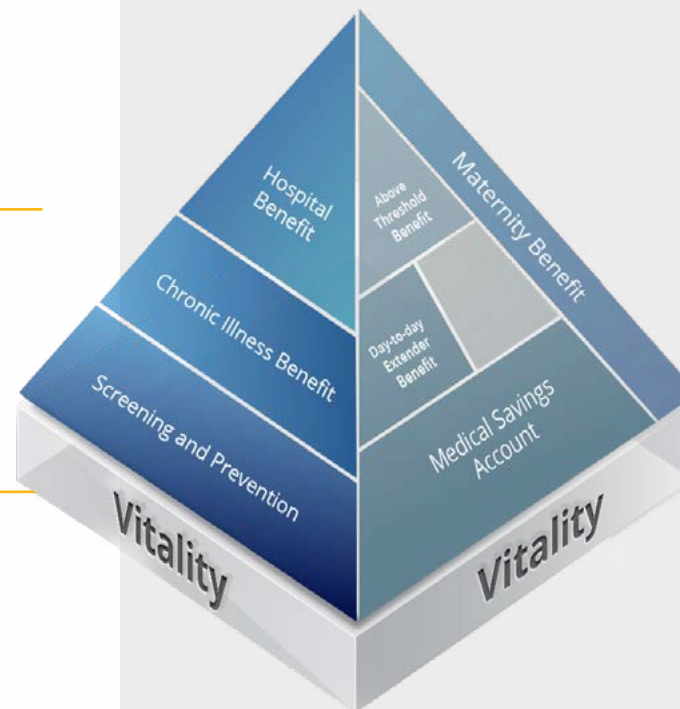 Hospital
Benefit
Chronic Illness Benefit
Screening and Prevention
Maternity Benefit
Above
Threshold
Benefit
Day-to-day
Extender
Benefit
Medical Savings
Account
Vitality
Vitality